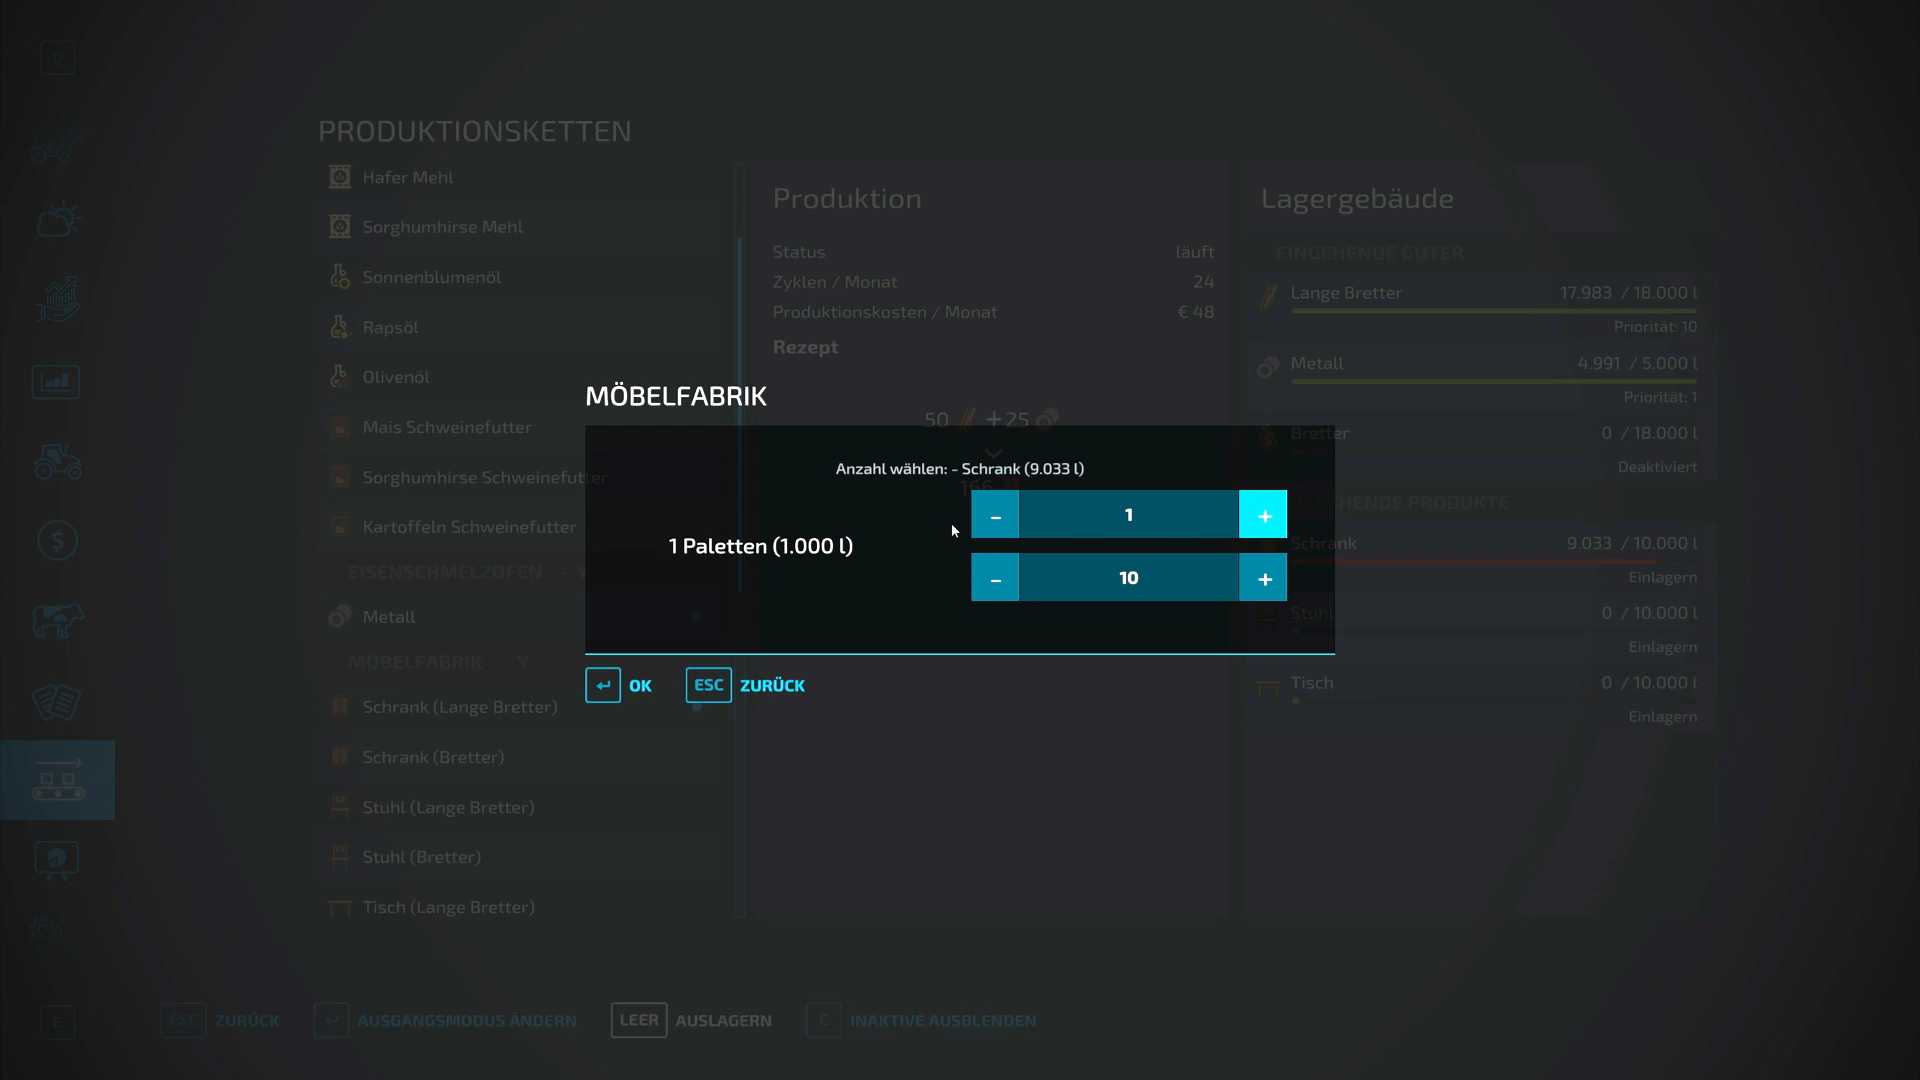 Q
PRODUKTIONSKETTEN
Hafer Mehl
Sorghumhirse Mehl
Sonnenblumenöl
Rapsöl
Olivenöl
Mais Schweinefutter
Sorghumhirse Schweinefutter
Kartoffeln Schweinefutter
EISENSCHMELZOFEN - Y
Metall
MÖBELFABRIK - Y
Schrank (Lange Bretter)
Schrank (Bretter)
Stuhl (Lange Bretter)
Stuhl (Bretter)
Tisch (Lange Bretter)
Produktion
Status läuft
Zyklen / Monat 24
Produktionskosten / Monat € 48
Rezept
50 +25
166
Lagergebäude
EINGEHENDE GÜTER
Lange Bretter 17.983 / 18.000 l
Priorität: 10
Metall 4.991 / 5.000 l
Priorität: 1
Bretter 0 / 18.000 l
Deaktiviert
EHENDE PRODUKTE
Schrank 9.033 / 10.000 l
Einlagern
Stuhl 0 / 10.000 l
Einlagern
Tisch 0 / 10.000 l
Einlagern
MÖBELFABRIK
Anzahl wählen: - Schrank (9.033 l)
1 Paletten (1.000 l)
- 1 +
- 10 +
OK ESC ZURÜCK
E ESC ZURÜCK AUSGANGSMODUS ÄNDERN LEER AUSLAGERN C INAKTIVE AUSBLENDEN